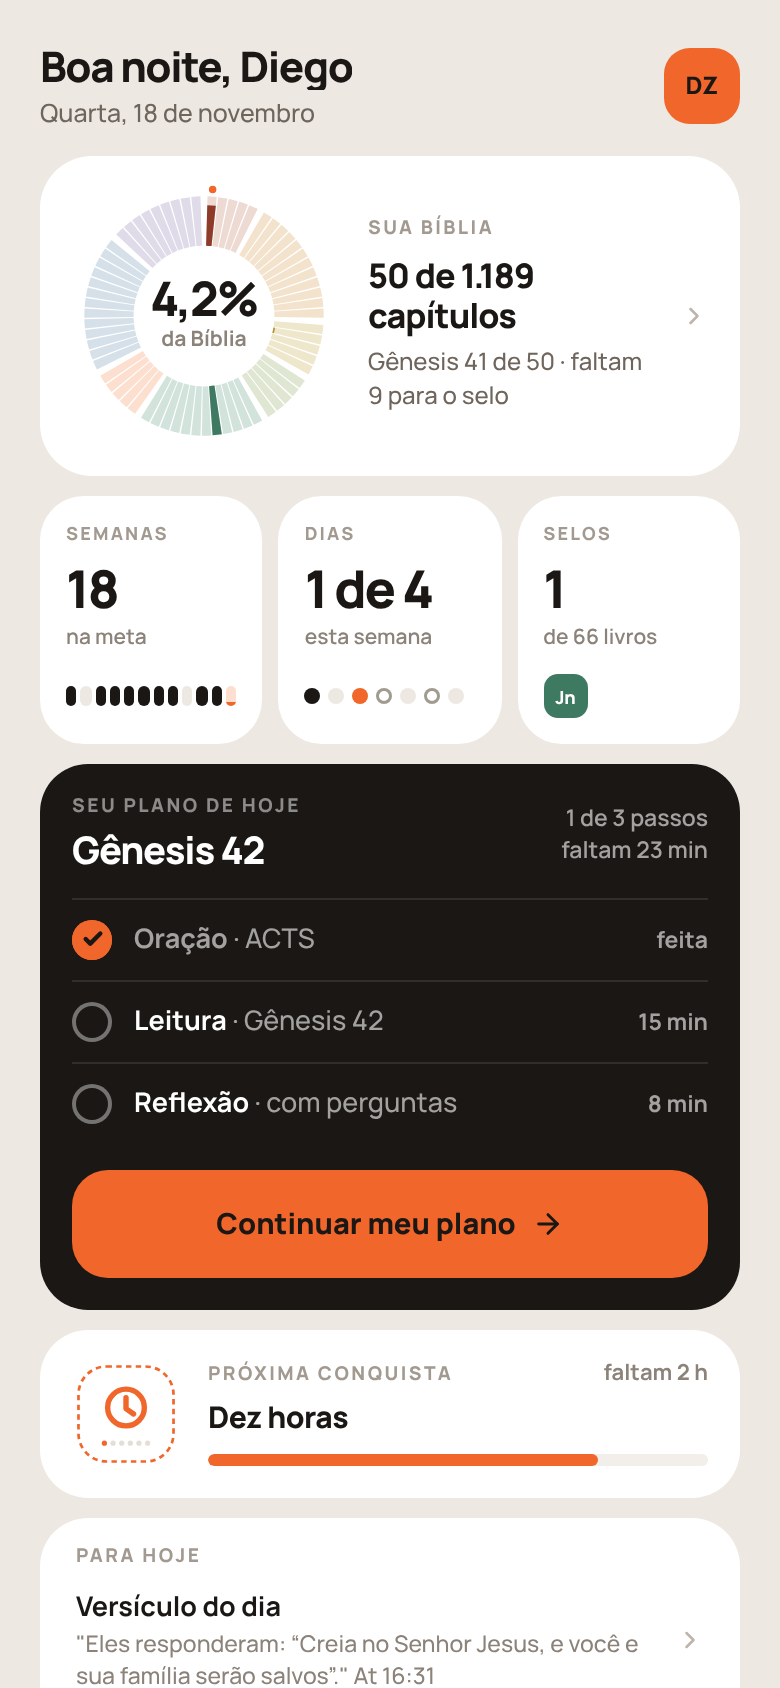 Boa noite, Diego
Quarta, 18 de novembro
DZ
4,2%
da Bíblia
SUA BÍBLIA
50 de 1.189
capítulos
Gênesis 41 de 50 · faltam
9 para o selo
SEMANAS
18
na meta
DIAS
1 de 4
esta semana
SELOS
1
de 66 livros
Jn
SEU PLANO DE HOJE
Gênesis 42
1 de 3 passos
faltam 23 min
Oração · ACTS
feita
Leitura · Gênesis 42
15 min
Reflexão · com perguntas
8 min
Continuar meu plano →
PRÓXIMA CONQUISTA
faltam 2 h
Dez horas
PARA HOJE
Versículo do dia
"Eles responderam: “Creia no Senhor Jesus, e você e
sua família serão salvos”." At 16:31